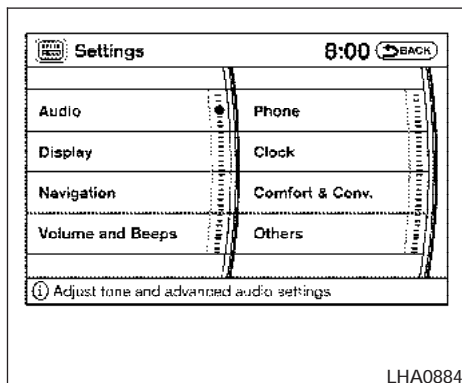 Settings 8:00 BACK
Audio Phone
Display Clock
Navigation Comfort & Conv.
Volume and Beeps Others
i Adjust tone and advanced audio settings
LHA0884